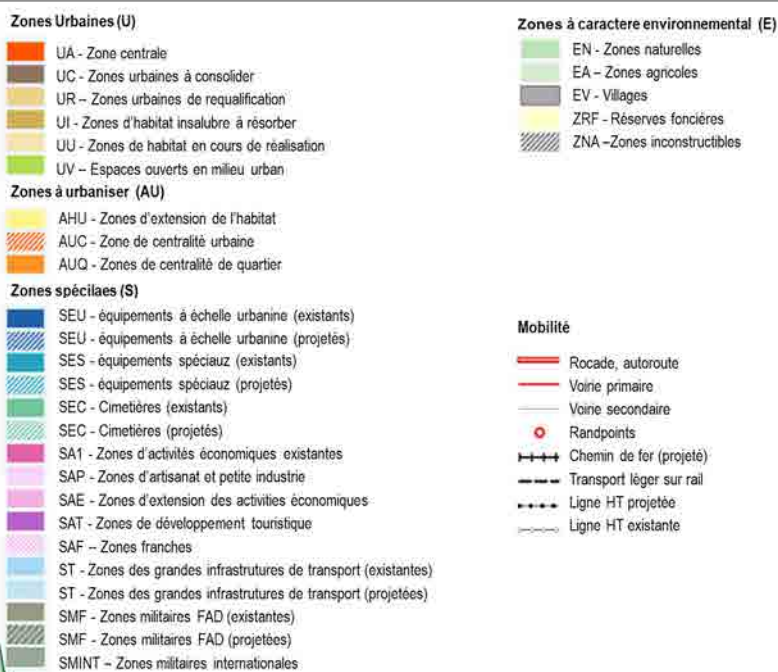 Zones Urbaines (U)
UA - Zone centrale
UC - Zones urbaines à consolider
UR – Zones urbaines de requalification
UI - Zones d'habitat insalubre à résorber
UU - Zones de habitat en cours de réalisation
UV – Espaces ouverts en milieu urban
Zones à urbaniser (AU)
AHU - Zones d'extension de l'habitat
AUC - Zone de centralité urbaine
AUQ - Zones de centralité de quartier
Zones spécilaes (S)
SEU - équipements à échelle urbanine (existants)
SEU - équipements à échelle urbanine (projetés)
SES - équipements spéciauz (existants)
SES - équipements spéciauz (projetés)
SEC - Cimetières (existants)
SEC - Cimetières (projetés)
SA1 - Zones d'activités économiques existantes
SAP - Zones d'artisanat et petite industrie
SAE - Zones d'extension des activities économiques
SAT - Zones de développement touristique
SAF – Zones franches
ST - Zones des grandes infrastrutures de transport (existantes)
ST - Zones des grandes infrastrutures de transport (projetées)
SMF - Zones militaires FAD (existantes)
SMF - Zones militaires FAD (projetées)
SMINT – Zones militaires internationales
Zones à caractere environnemental (E)
EN - Zones naturelles
EA – Zones agricoles
EV - Villages
ZRF - Réserves foncières
ZNA –Zones inconstructibles
Mobilité
Rocade, autoroute
Voirie primaire
Voirie secondaire
Randpoints
Chemin de fer (projeté)
Transport léger sur rail
Ligne HT projetée
Ligne HT existante